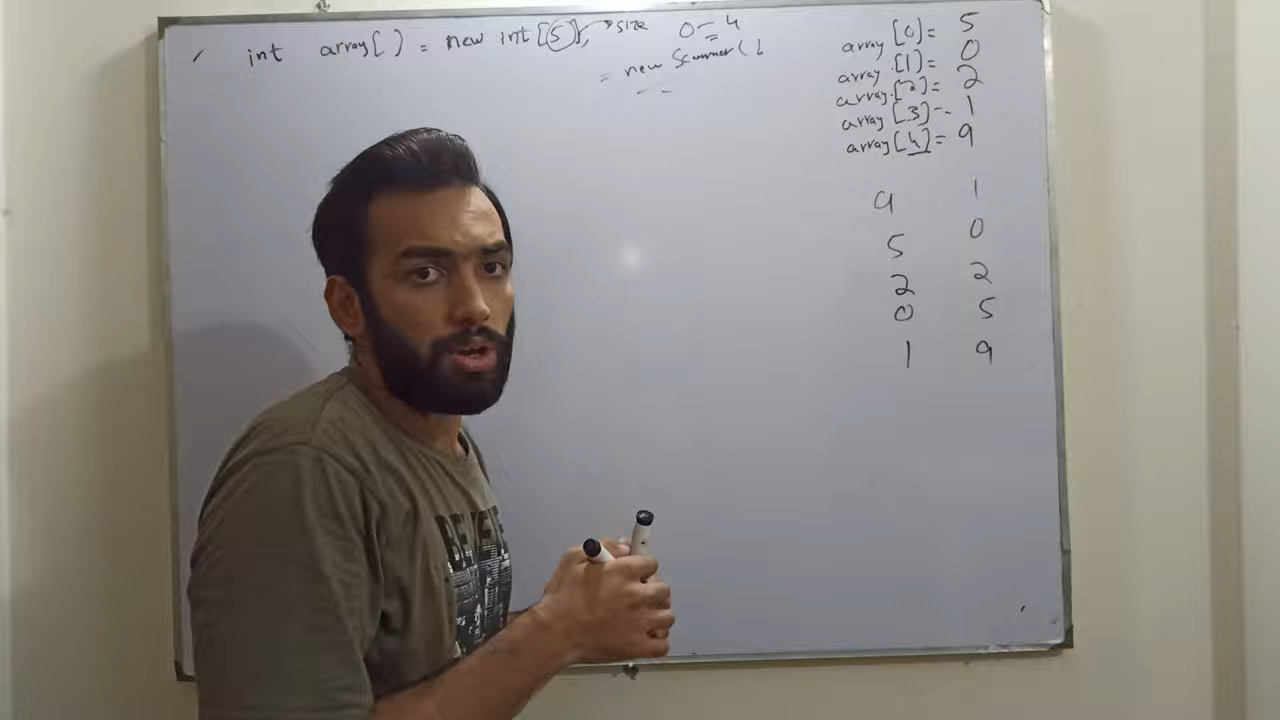 int array[ ] = new int[5]; size 0 - 4
= new Scanner(
array [0] = 5
array [1] = 0
array [2] = 2
array [3] = 1
array [4] = 9
9 1
5 0
2 2
0 5
1 9